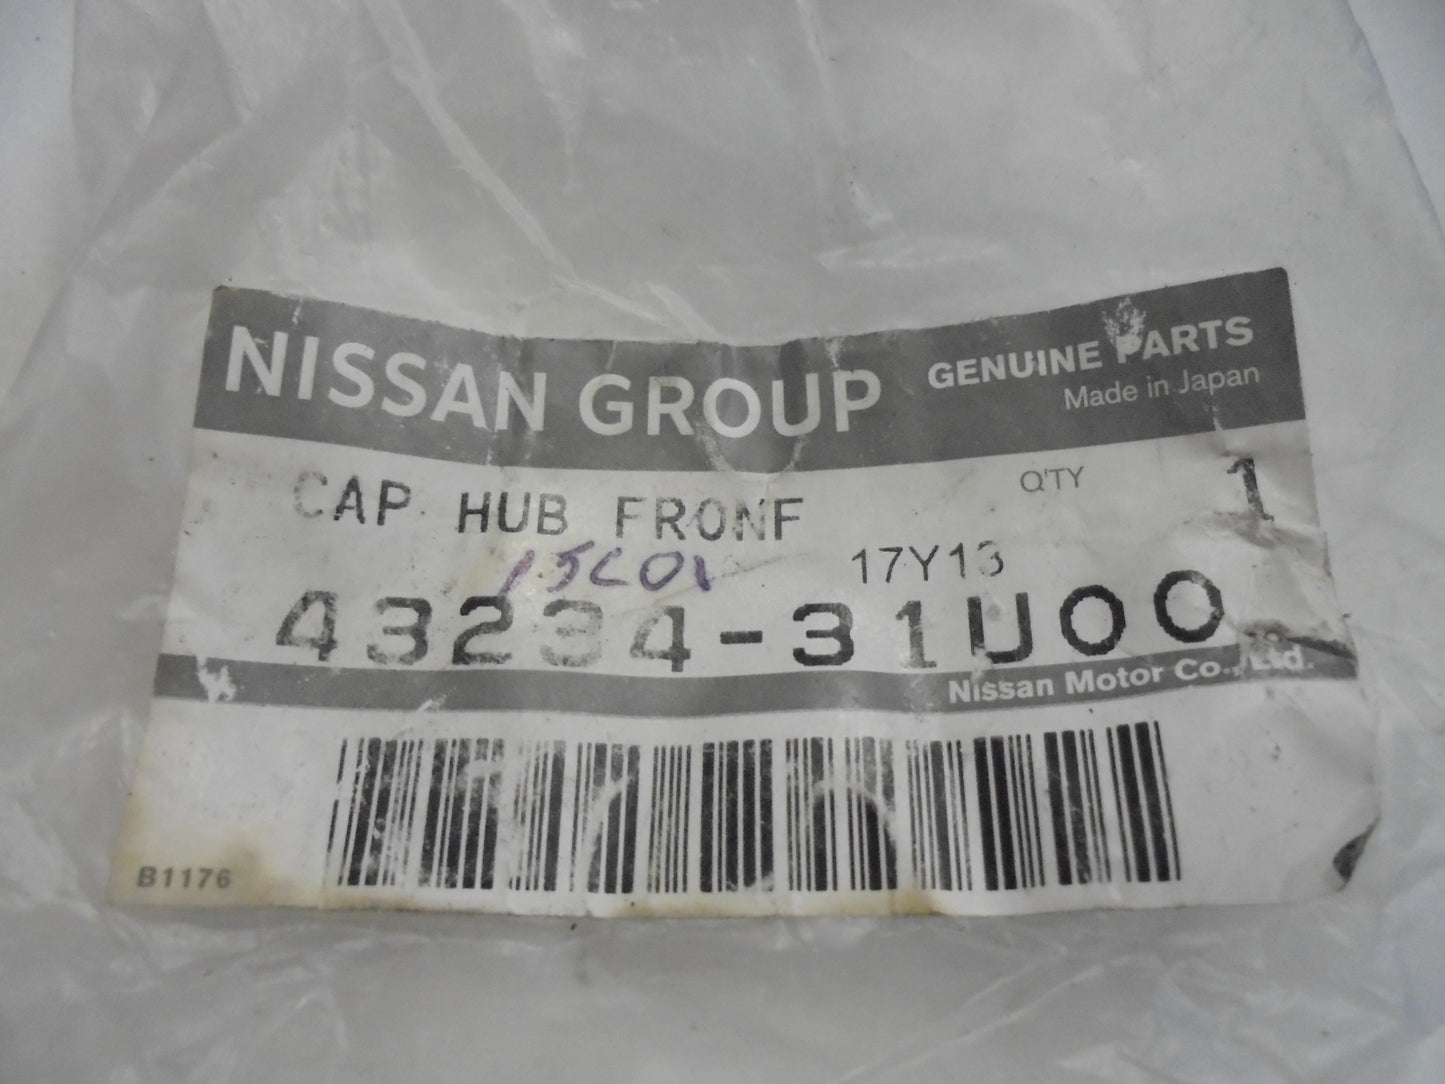 NISSAN GROUP
GENUINE PARTS
Made in Japan
CAP HUB FRONF
Q'TY 1
15C01
17Y13
43234-31U00
Nissan Motor Co., Ltd.
B1176